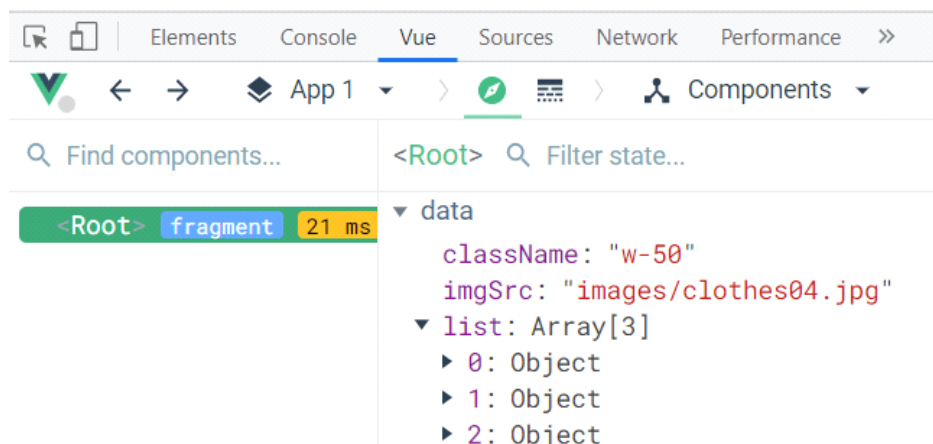 Elements Console Vue Sources Network Performance »
App 1 Components
Find components... <Root> Filter state...
<Root> fragment 21 ms
data
className: "w-50"
imgSrc: "images/clothes04.jpg"
list: Array[3]
0: Object
1: Object
2: Object